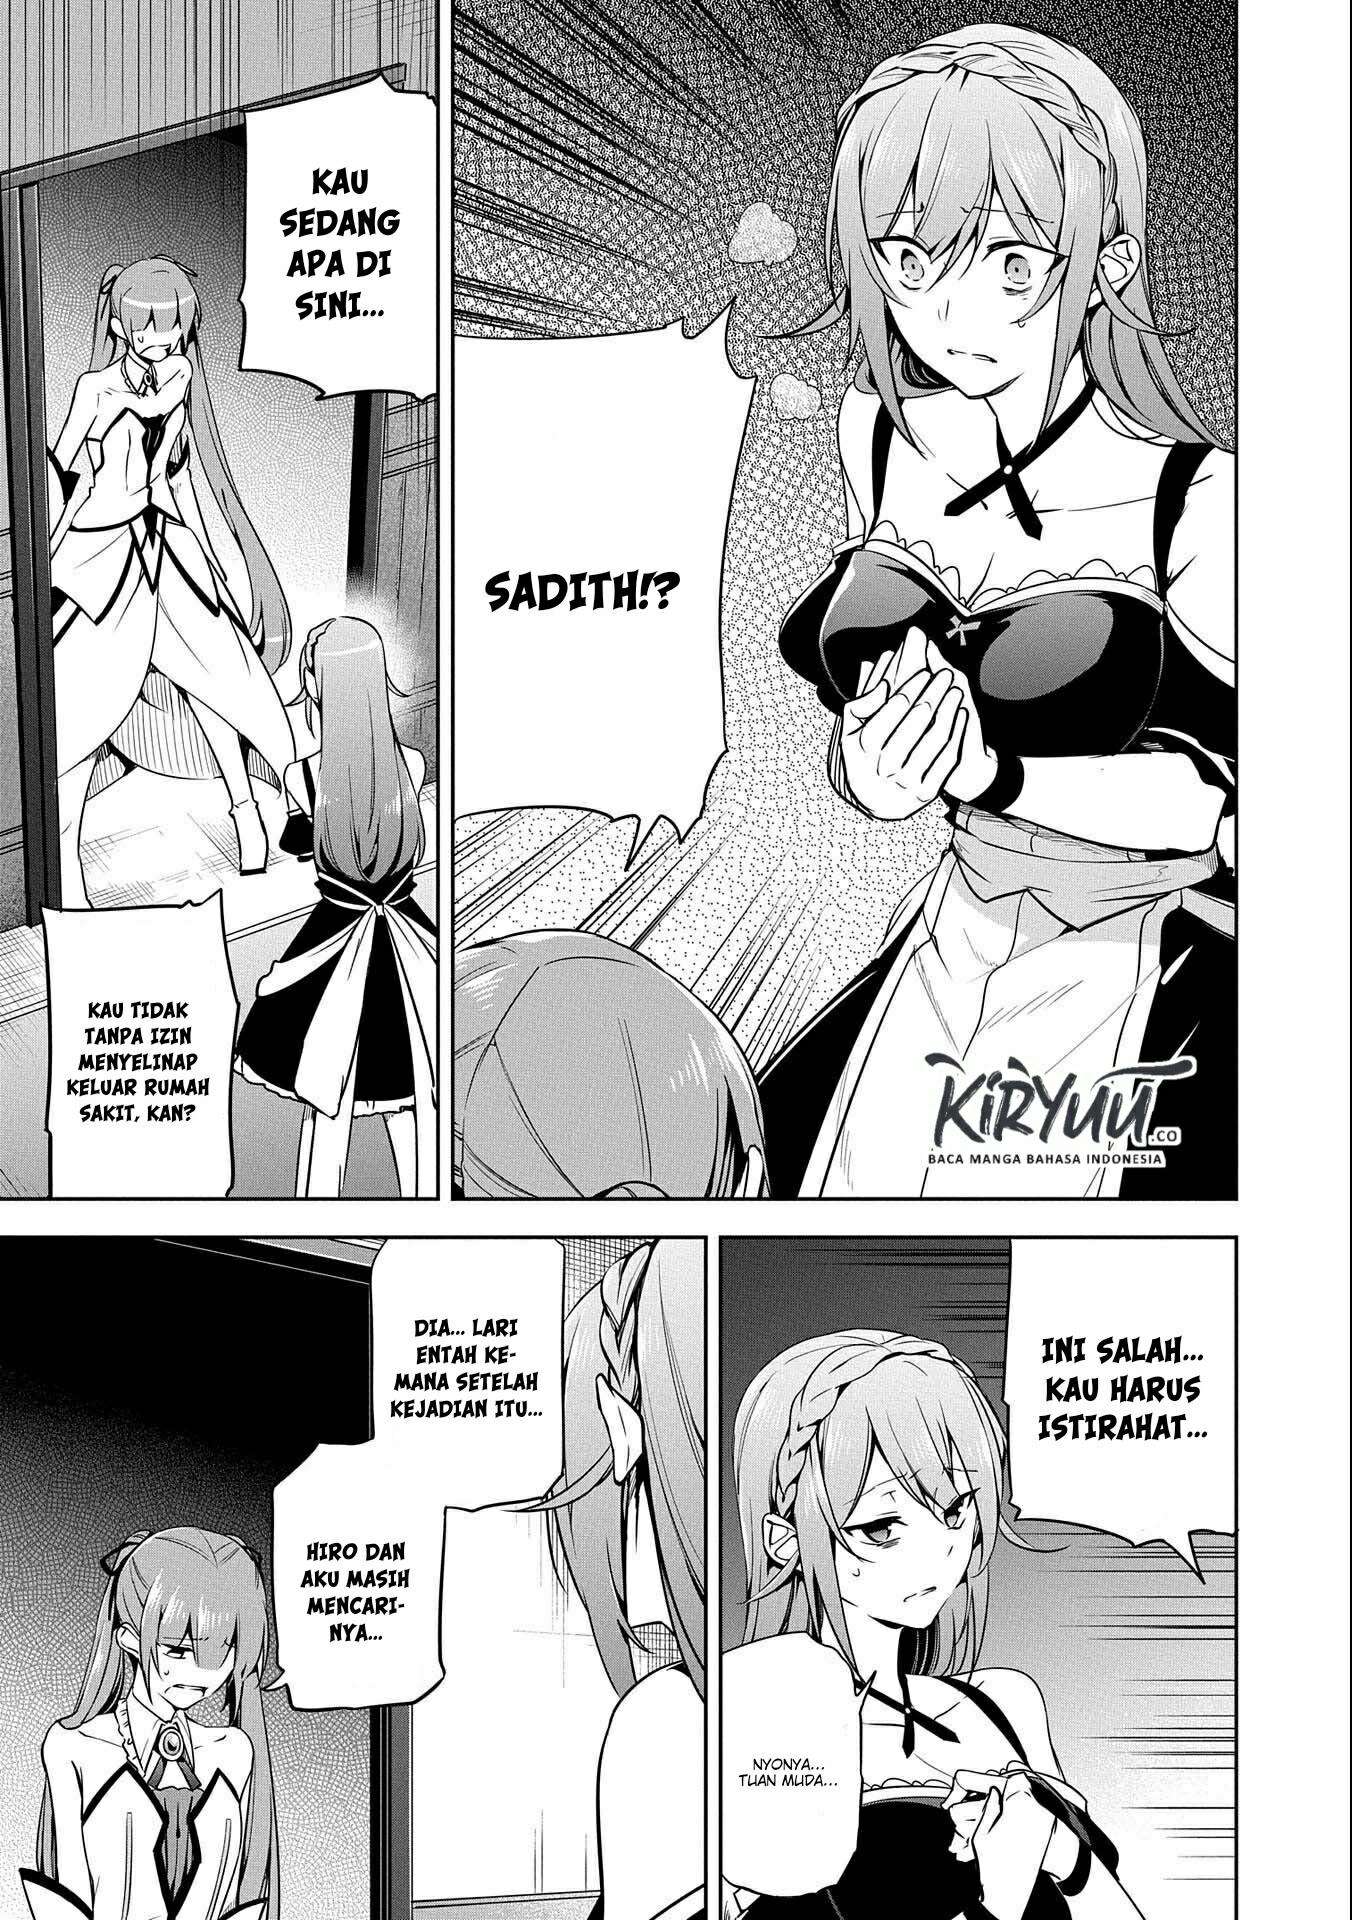 SADITH!?
KAU
SEDANG
APA DI
SINI...
KAU TIDAK
TANPA IZIN
MENYELINAP
KELUAR RUMAH
SAKIT, KAN?
KIRYUU.CO
BACA MANGA BAHASA INDONESIA
INI SALAH...
KAU HARUS
ISTIRAHAT...
NYONYA...
TUAN MUDA...
DIA... LARI
ENTAH KE-
MANA SETELAH
KEJADIAN ITU...
HIRO DAN
AKU MASIH
MENCARI-
NYA...